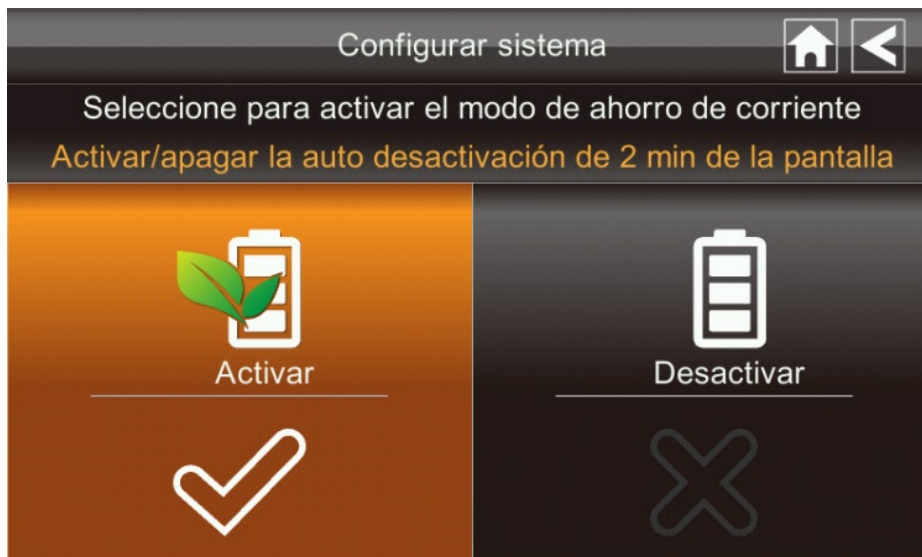 Configurar sistema
Seleccione para activar el modo de ahorro de corriente
Activar/apagar la auto desactivación de 2 min de la pantalla
Activar
Desactivar